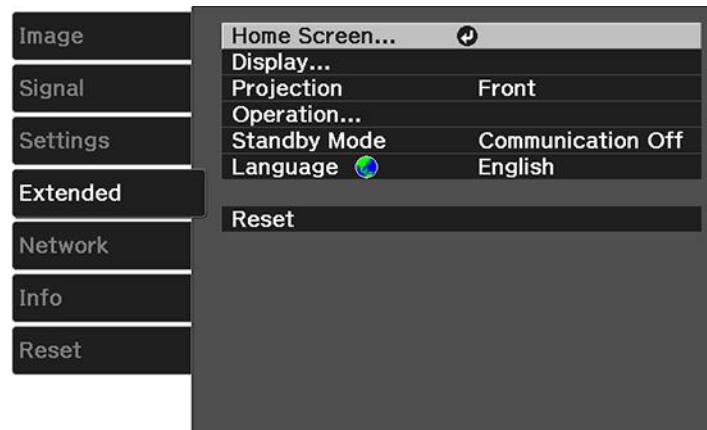 Image
Signal
Settings
Extended
Network
Info
Reset
Home Screen...
Display...
Projection Front
Operation...
Standby Mode Communication Off
Language English
Reset